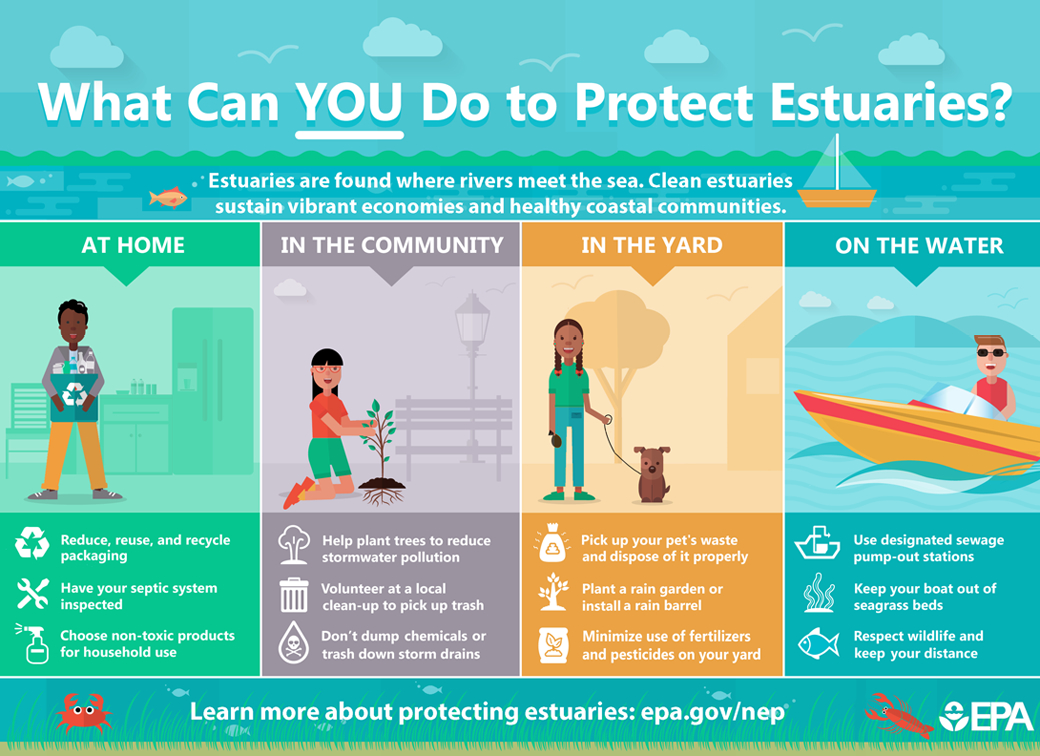 What Can YOU Do to Protect Estuaries?
Estuaries are found where rivers meet the sea. Clean estuaries
sustain vibrant economies and healthy coastal communities.
AT HOME
Reduce, reuse, and recycle
packaging
Have your septic system
inspected
Choose non-toxic products
for household use
IN THE COMMUNITY
Help plant trees to reduce
stormwater pollution
Volunteer at a local
clean-up to pick up trash
Don't dump chemicals or
trash down storm drains
IN THE YARD
Pick up your pet's waste
and dispose of it properly
Plant a rain garden or
install a rain barrel
Minimize use of fertilizers
and pesticides on your yard
ON THE WATER
Use designated sewage
pump-out stations
Keep your boat out of
seagrass beds
Respect wildlife and
keep your distance
Learn more about protecting estuaries: epa.gov/nep
EPA